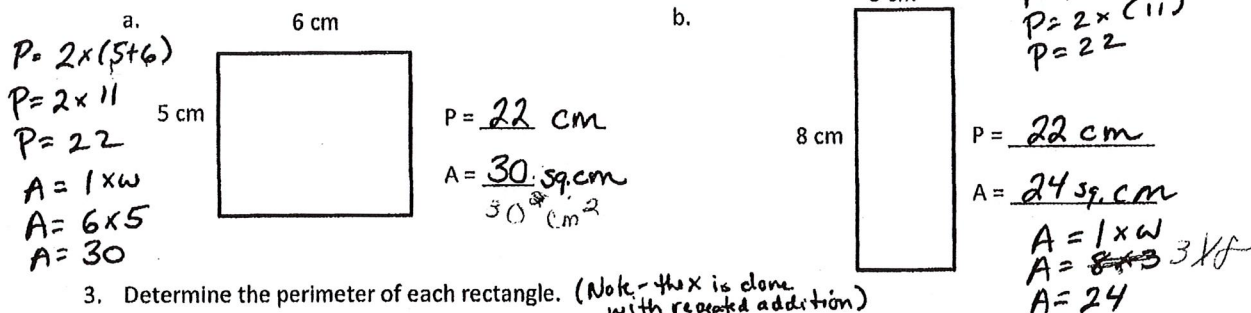 a.
6 cm
P= 2×(5+6)
P= 2× 11
P= 22
A = l×w
A= 6×5
A= 30
5 cm
P = 22 cm
A = 30 sq.cm
30 cm²
b.
P= 2× (11)
P= 22
8 cm
P = 22 cm
A = 24 sq. cm
A = l×w
A = 8×3 3×8
A= 24
3. Determine the perimeter of each rectangle. (Note - the x is done
with repeated addition)